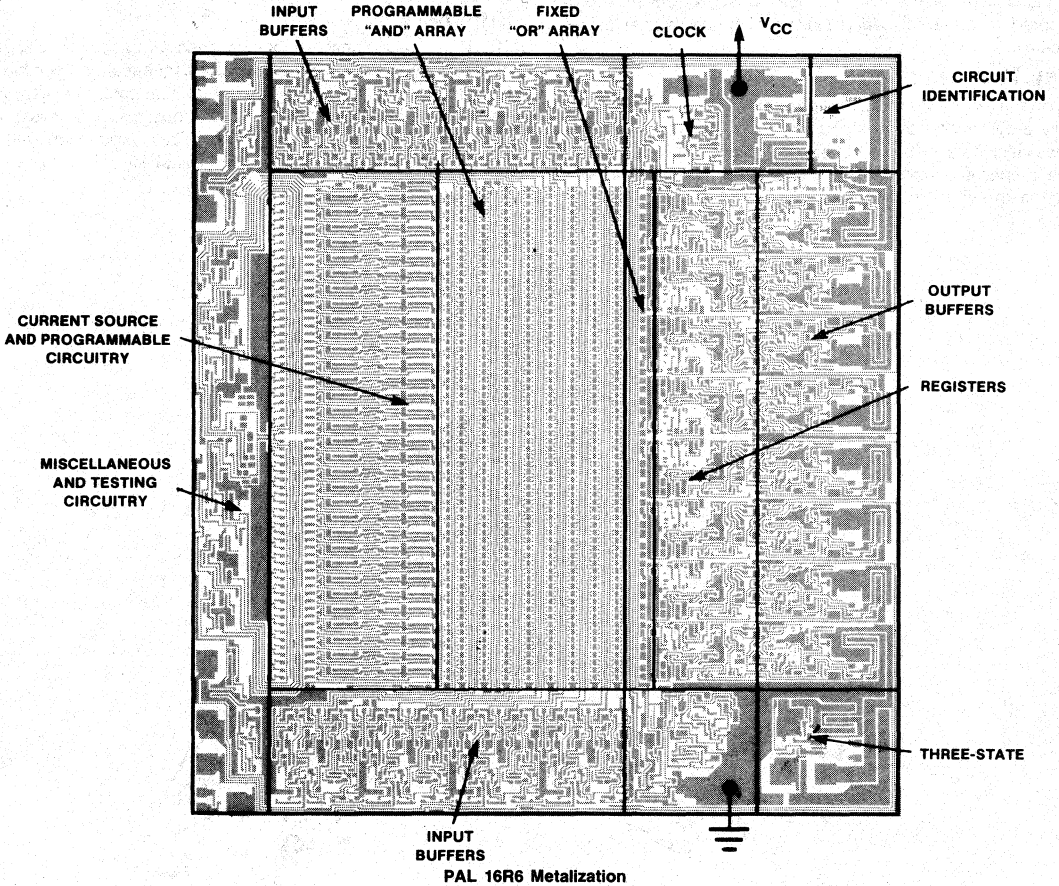 INPUT
BUFFERS
PROGRAMMABLE
"AND" ARRAY
FIXED
"OR" ARRAY
CLOCK
VCC
CIRCUIT
IDENTIFICATION
CURRENT SOURCE
AND PROGRAMMABLE
CIRCUITRY
OUTPUT
BUFFERS
REGISTERS
MISCELLANEOUS
AND TESTING
CIRCUITRY
THREE-STATE
INPUT
BUFFERS
PAL 16R6 Metalization